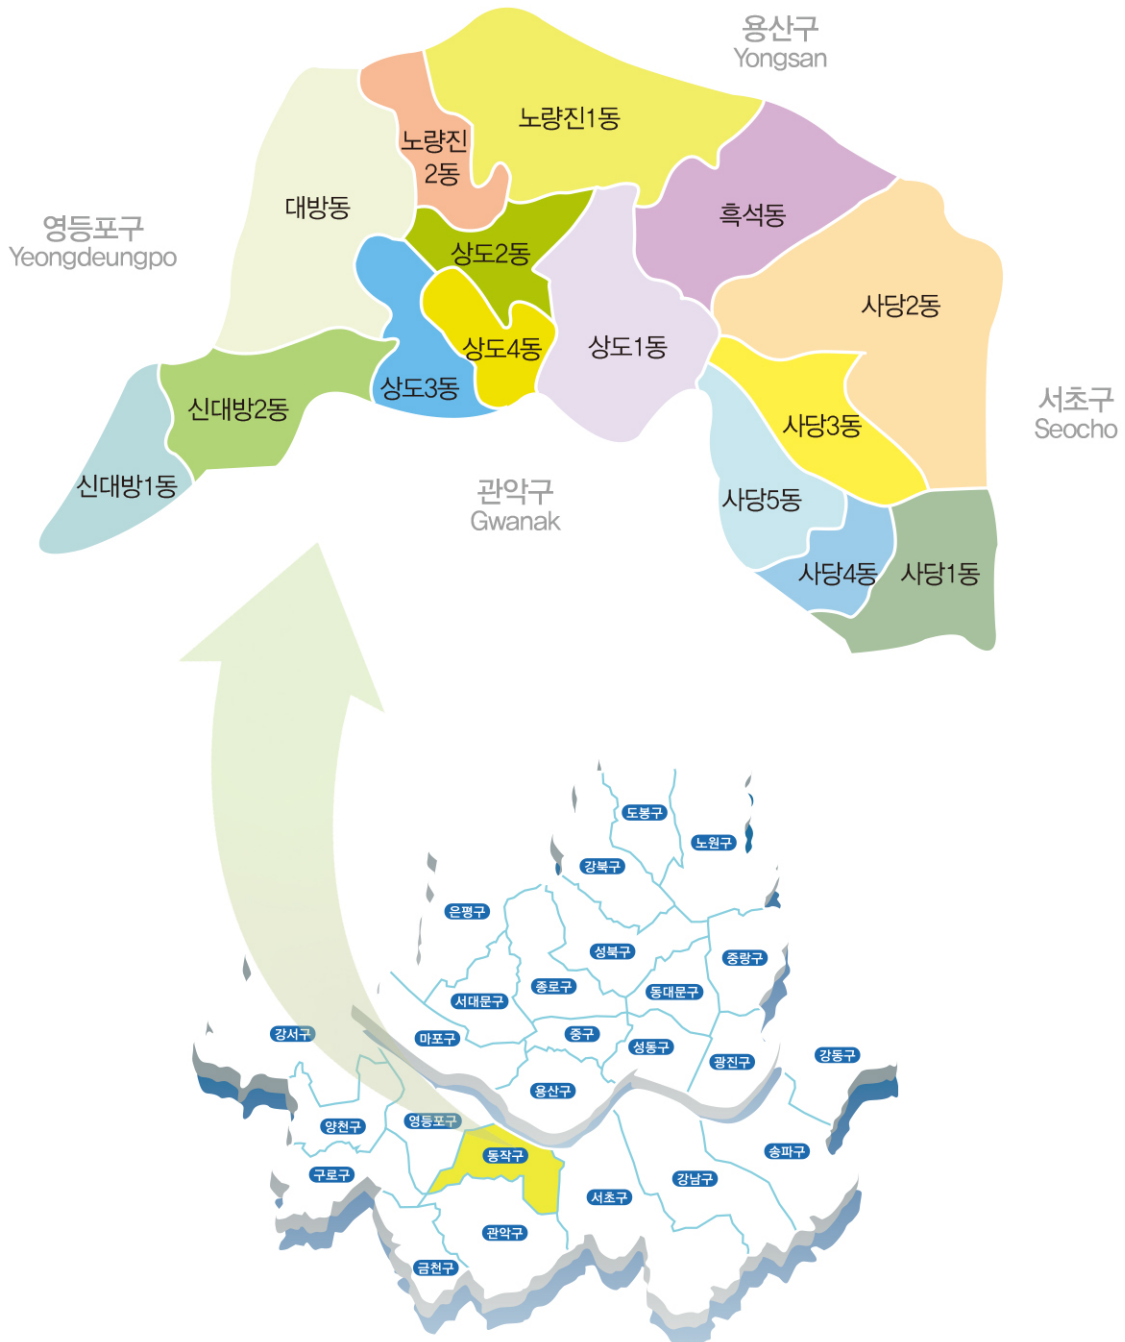 용산구
Yongsan
노량진1동
노량진
2동
대방동
흑석동
영등포구
Yeongdeungpo
상도2동
사당2동
상도4동
상도1동
상도3동
신대방2동
사당3동
서초구
Seocho
신대방1동
관악구
Gwanak
사당5동
사당4동
사당1동
도봉구
노원구
강북구
은평구
성북구
중랑구
종로구
동대문구
서대문구
강서구
마포구
중구
성동구
광진구
강동구
용산구
양천구
영등포구
동작구
송파구
구로구
강남구
서초구
관악구
금천구